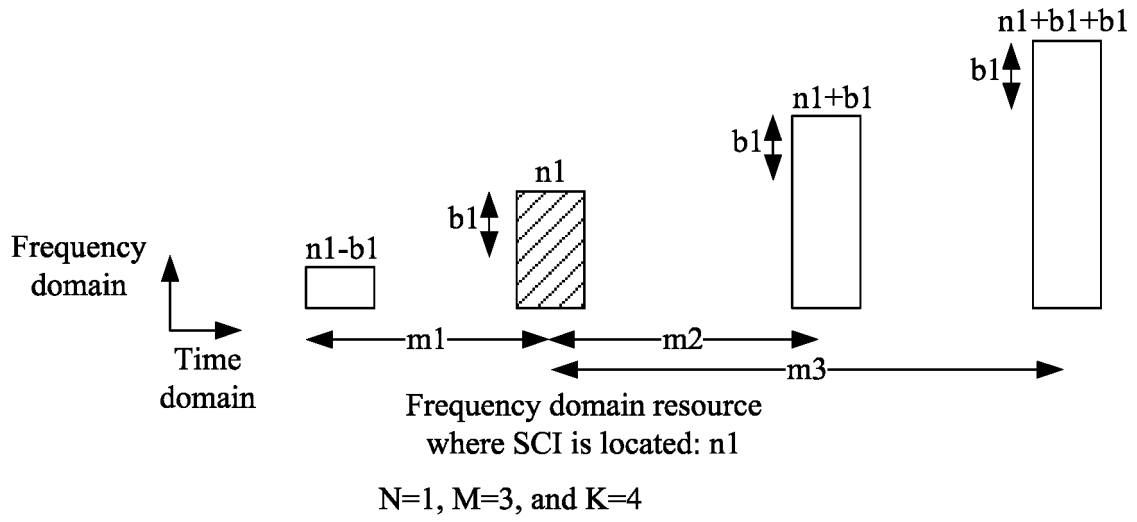 n1+b1+b1
b1
n1+b1
b1
n1
b1
n1-b1
Frequency
domain
Time
domain
m1
m2
m3
Frequency domain resource
where SCI is located: n1
N=1, M=3, and K=4